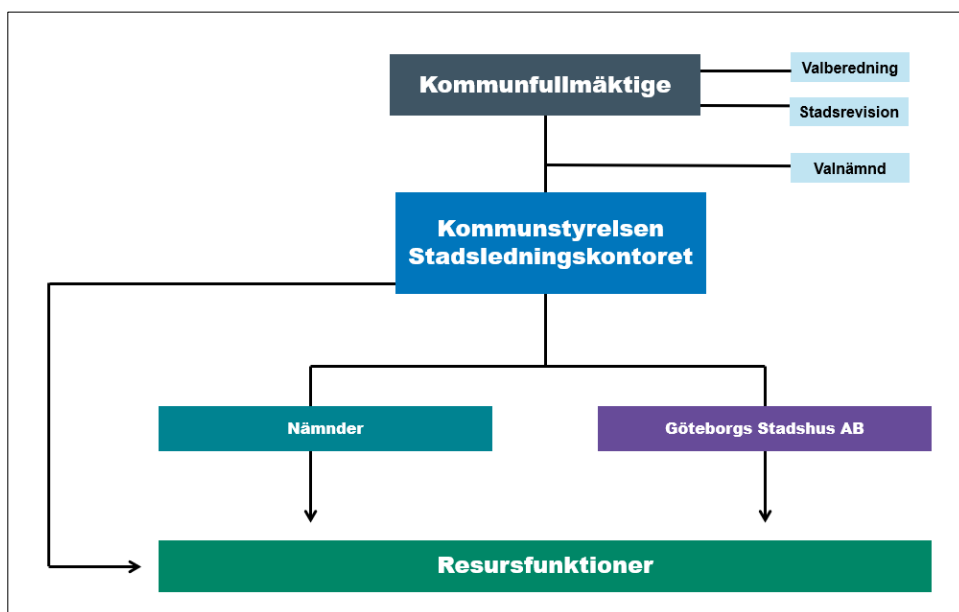 Kommunfullmäktige
Valberedning
Stadsrevision
Valnämnd
Kommunstyrelsen
Stadsledningskontoret
Nämnder
Göteborgs Stadshus AB
Resursfunktioner